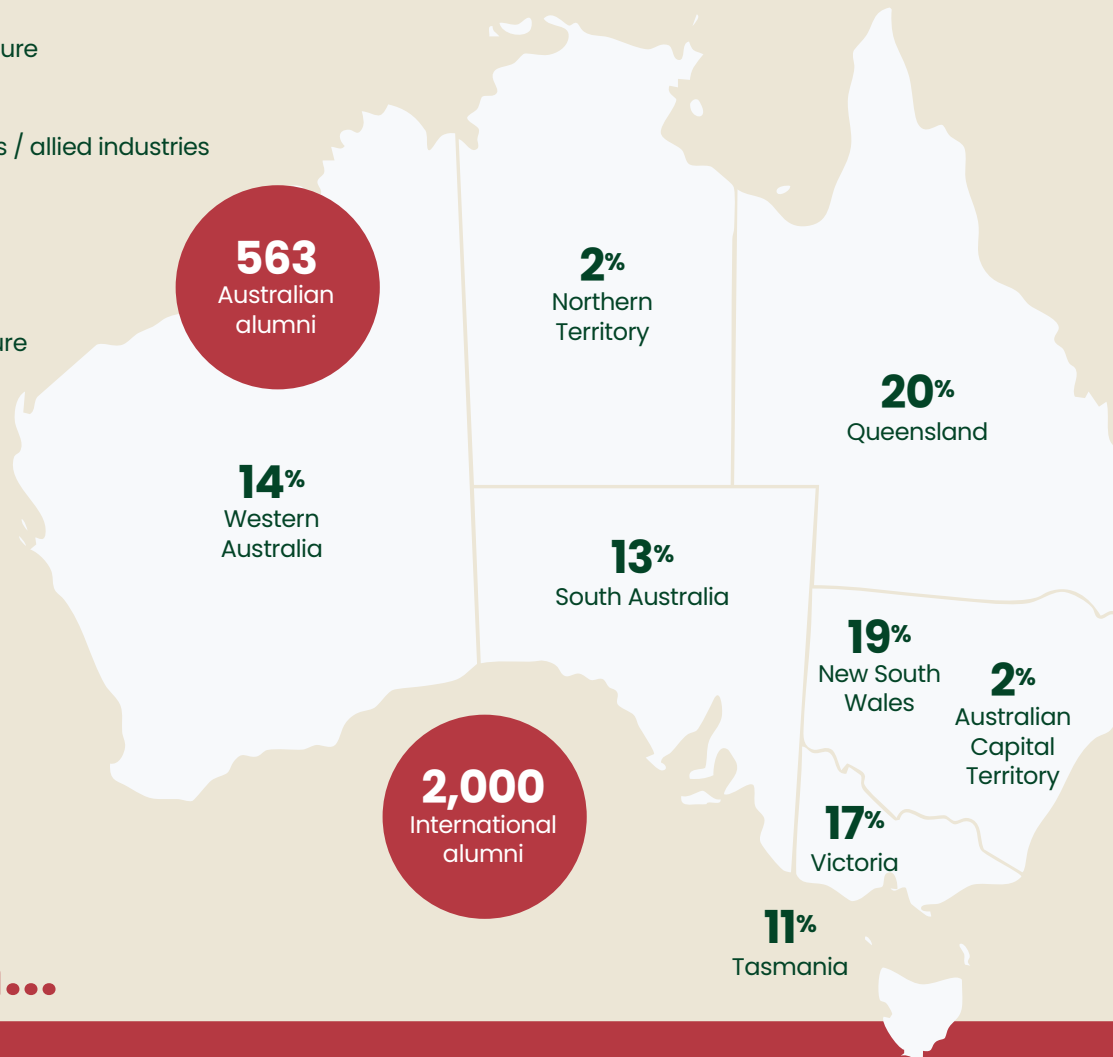 ure
s / allied industries
ure
563
Australian
alumni
2%
Northern
Territory
20%
Queensland
14%
Western
Australia
13%
South Australia
19%
New South
Wales
2%
Australian
Capital
Territory
2,000
International
alumni
17%
Victoria
11%
Tasmania
...